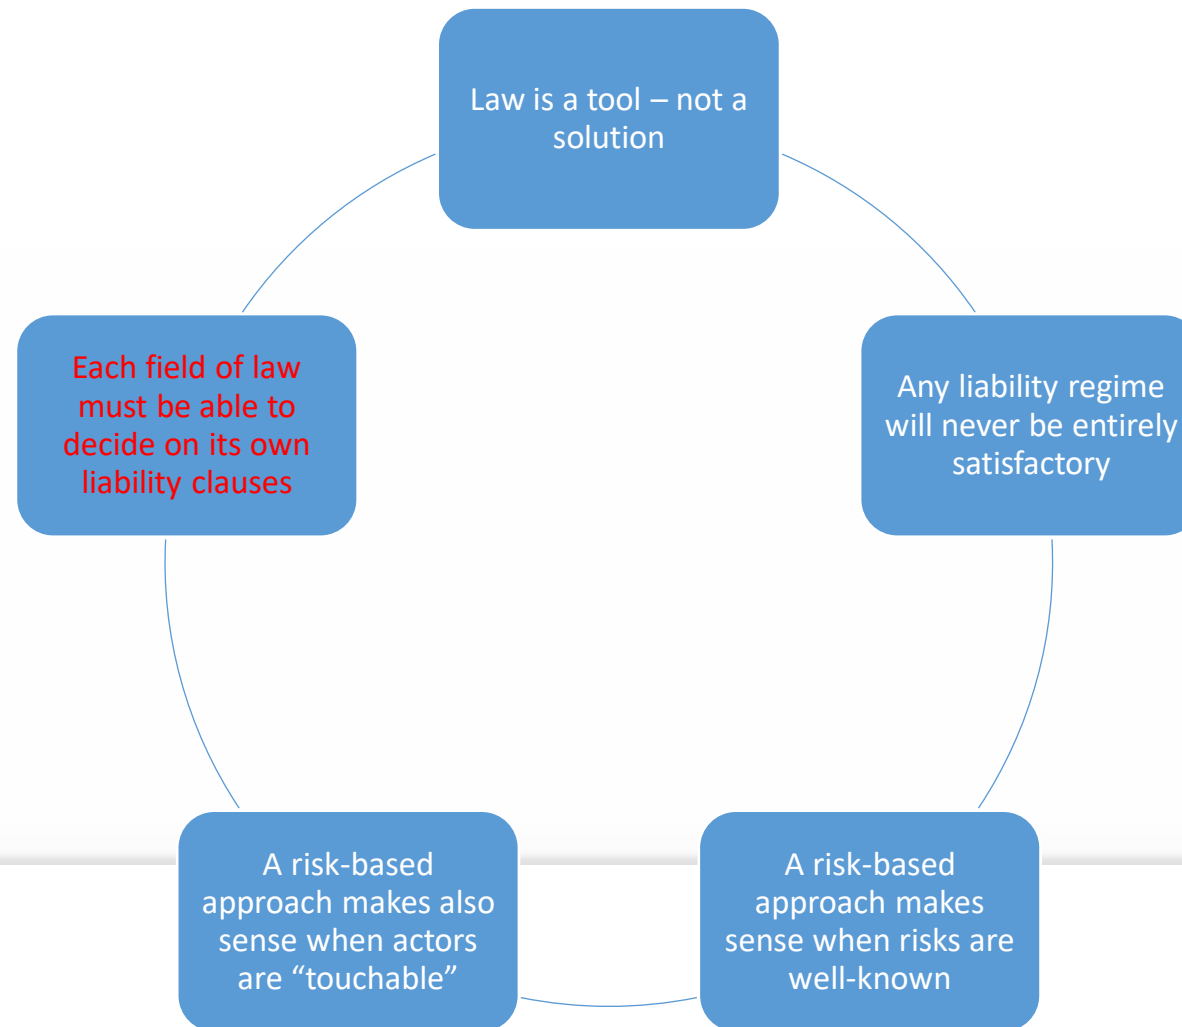 Law is a tool – not a
solution
Any liability regime
will never be entirely
satisfactory
A risk-based
approach makes
sense when risks are
well-known
A risk-based
approach makes also
sense when actors
are “touchable”
Each field of law
must be able to
decide on its own
liability clauses